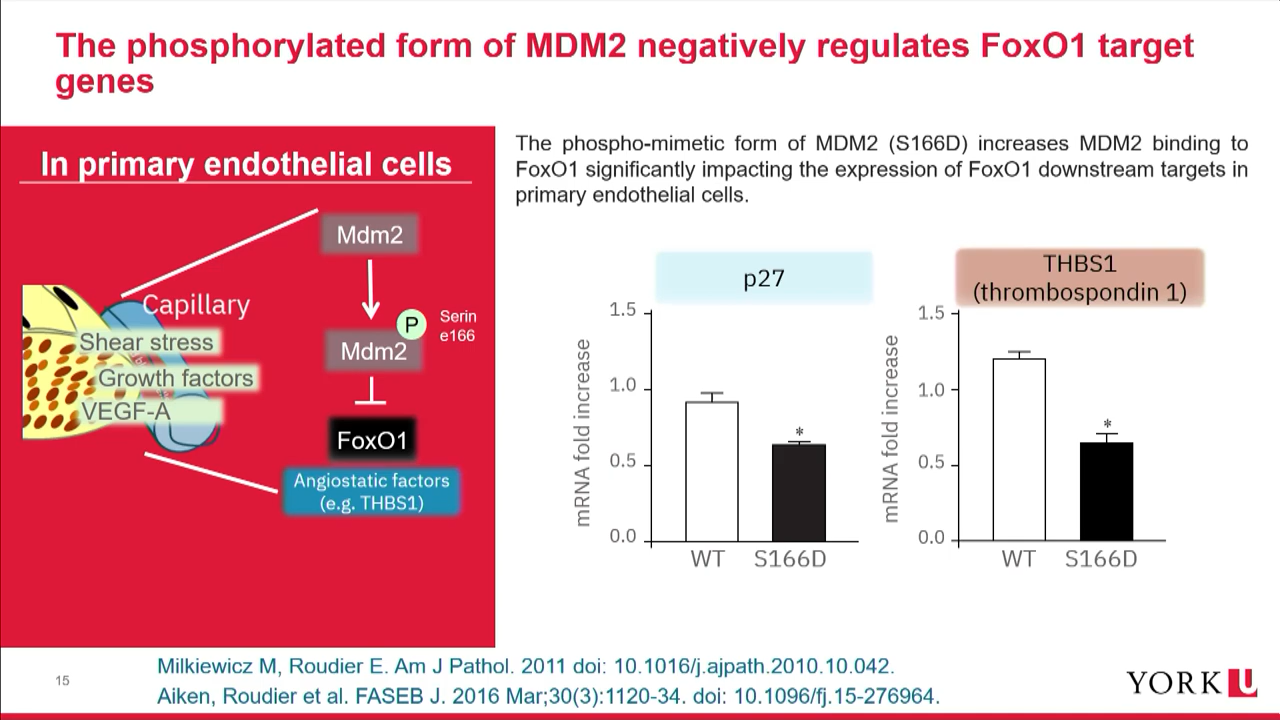 The phosphorylated form of MDM2 negatively regulates FoxO1 target
genes
In primary endothelial cells
Mdm2
Capillary
P
Serin
e166
Shear stress
Mdm2
Growth factors
VEGF-A
FoxO1
Angiostatic factors
(e.g. THBS1)
The phospho-mimetic form of MDM2 (S166D) increases MDM2 binding to
FoxO1 significantly impacting the expression of FoxO1 downstream targets in
primary endothelial cells.
p27
mRNA fold increase
1.5
1.0
0.5
0.0
*
WT S166D
THBS1
(thrombospondin 1)
mRNA fold increase
1.5
1.0
0.5
0.0
*
WT S166D
15
Milkiewicz M, Roudier E. Am J Pathol. 2011 doi: 10.1016/j.ajpath.2010.10.042.
Aiken, Roudier et al. FASEB J. 2016 Mar;30(3):1120-34. doi: 10.1096/fj.15-276964.
YORK U